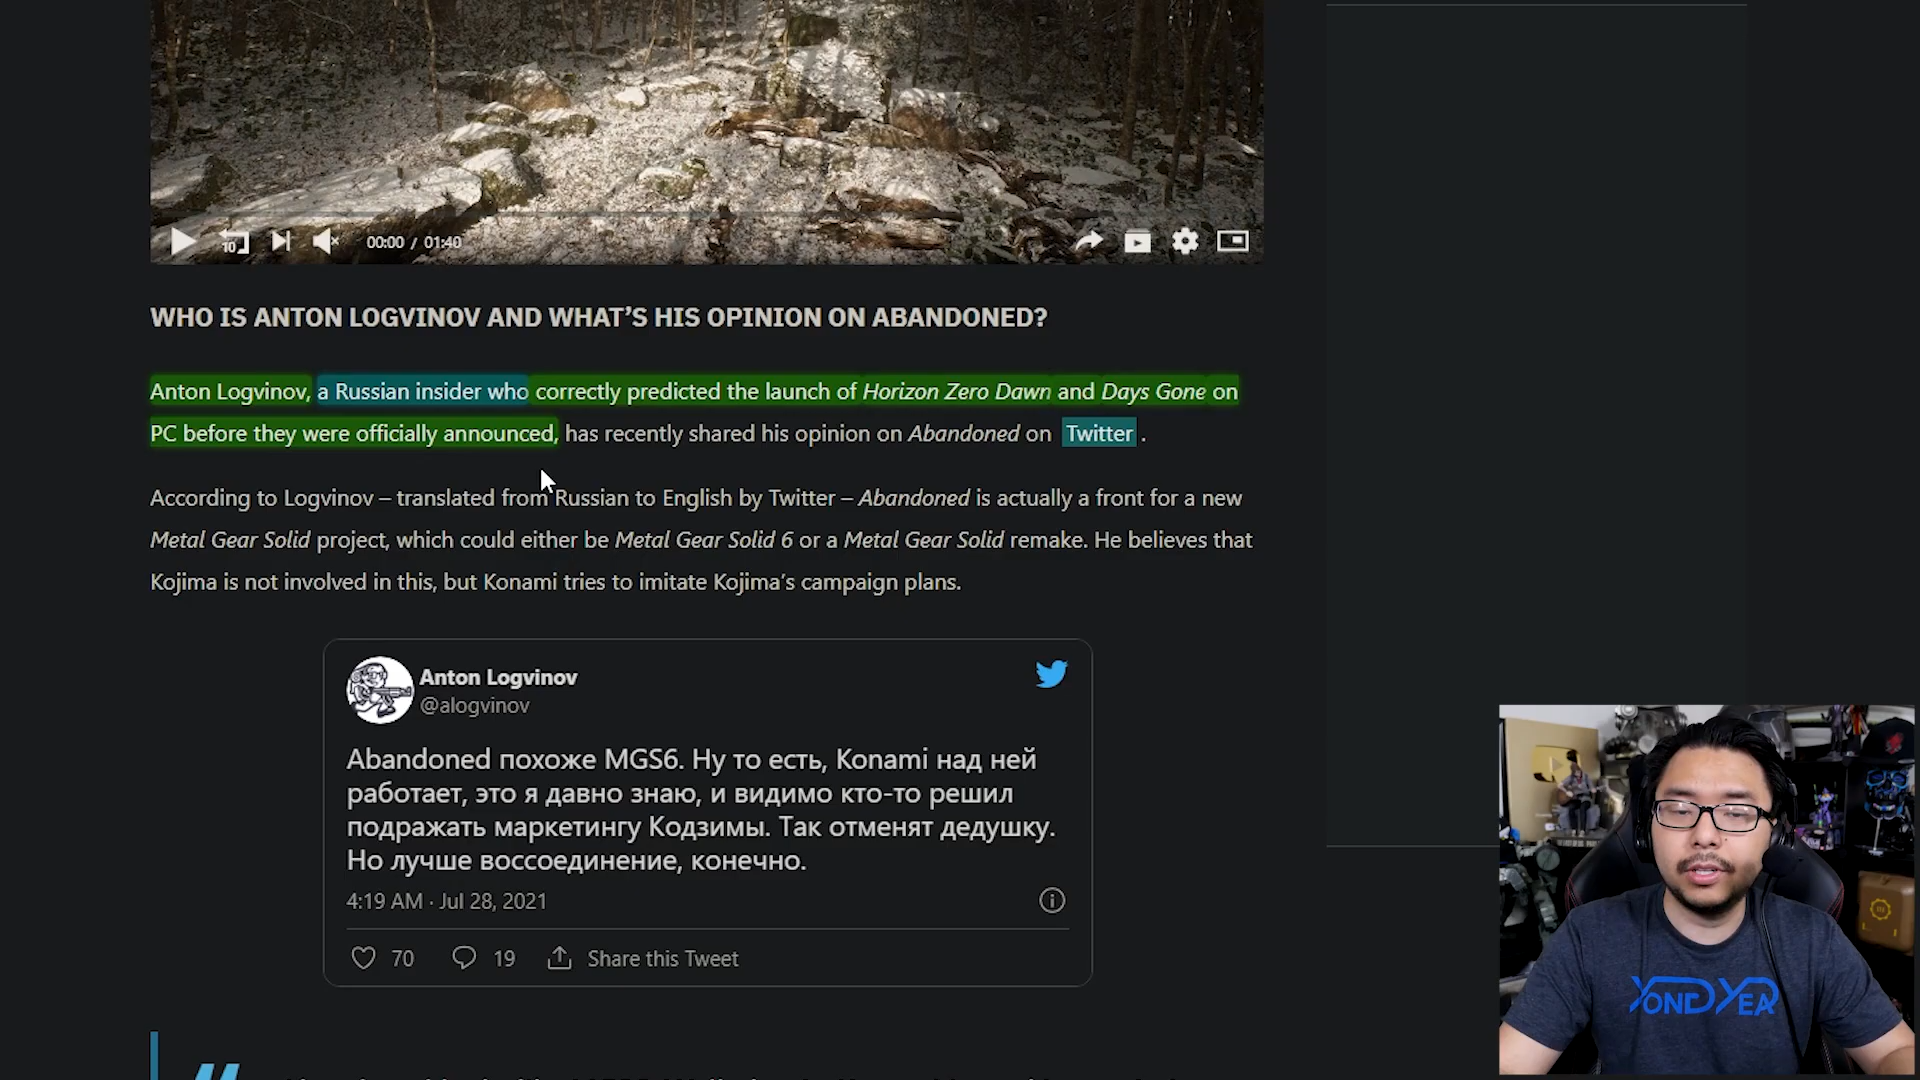 10
00:00 / 01:40
WHO IS ANTON LOGVINOV AND WHAT’S HIS OPINION ON ABANDONED?
Anton Logvinov, a Russian insider who correctly predicted the launch of Horizon Zero Dawn and Days Gone on
PC before they were officially announced, has recently shared his opinion on Abandoned on Twitter .
According to Logvinov – translated from Russian to English by Twitter – Abandoned is actually a front for a new
Metal Gear Solid project, which could either be Metal Gear Solid 6 or a Metal Gear Solid remake. He believes that
Kojima is not involved in this, but Konami tries to imitate Kojima’s campaign plans.
Anton Logvinov
@alogvinov
Abandoned похоже MGS6. Ну то есть, Konami над ней
работает, это я давно знаю, и видимо кто-то решил
подражать маркетингу Кодзимы. Так отменят дедушку.
Но лучше воссоединение, конечно.
4:19 AM · Jul 28, 2021
70 19 Share this Tweet
YONGYEA